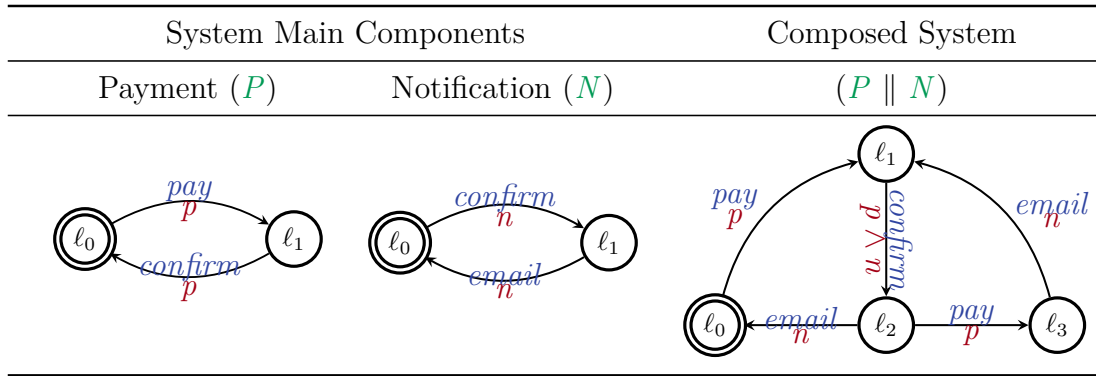 System Main Components Composed System
Payment (P) Notification (N) (P ∥ N)
ℓ1
pay
p
confirm
p ∧ n
email
n
pay
p
ℓ0 ℓ1
confirm
p
confirm
n
ℓ0 ℓ1
email
n
ℓ0 email
n
ℓ2 pay
p
ℓ3